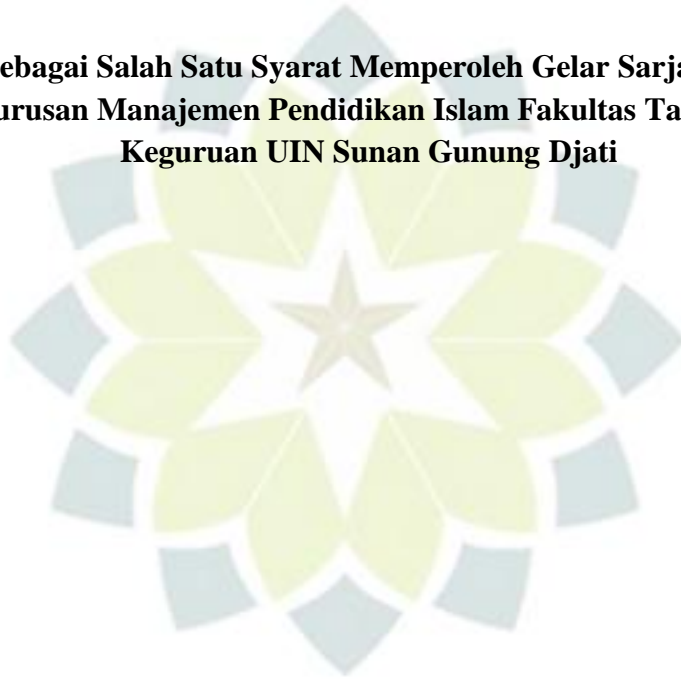 ebagai Salah Satu Syarat Memperoleh Gelar Sarja
urusan Manajemen Pendidikan Islam Fakultas Ta
Keguruan UIN Sunan Gunung Djati